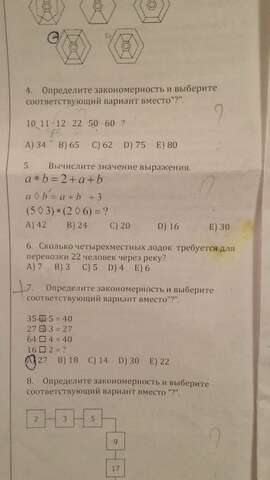 4. Определите закономерность и выберите
соответствующий вариант вместо"?".
10 11 12 22 50 60 ?
A) 34 B) 65 C) 62 D) 75 E) 80
5. Вычислите значение выражения.
a * b = 2 + a + b
a ◊ b = a + b + 3
(5 ◊ 3) * (2 ◊ 6) = ?
A) 42 B) 24 C) 20 D) 16 E) 30
6. Сколько четырехместных лодок требуется для
перевозки 22 человек через реку?
A) 7 B) 3 C) 5 D) 4 E) 6
7. Определите закономерность и выберите
соответствующий вариант вместо"?".
35 □ 5 = 40
27 □ 3 = 27
64 □ 4 = 40
16 □ 2 = ?
A) 27 B) 18 C) 14 D) 30 E) 22
8. Определите закономерность и выберите
соответствующий вариант вместо "?".
2 3 5
9
17